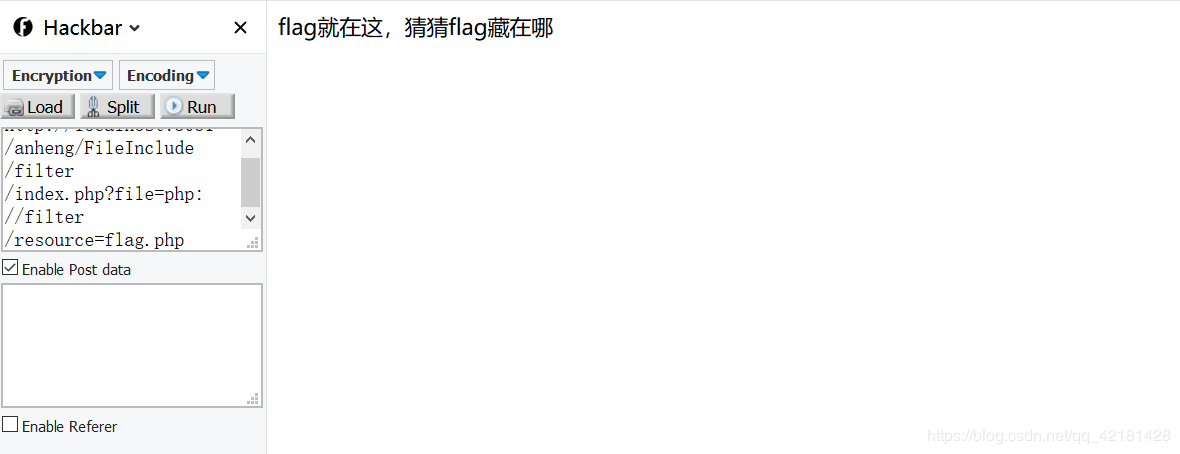 Hackbar
Encryption
Encoding
Load
Split
Run
/anheng/FileInclude
/filter
/index.php?file=php:
//filter
/resource=flag.php
Enable Post data
Enable Referer
flag就在这，猜猜flag藏在哪
https://blog.csdn.net/qq_42181428